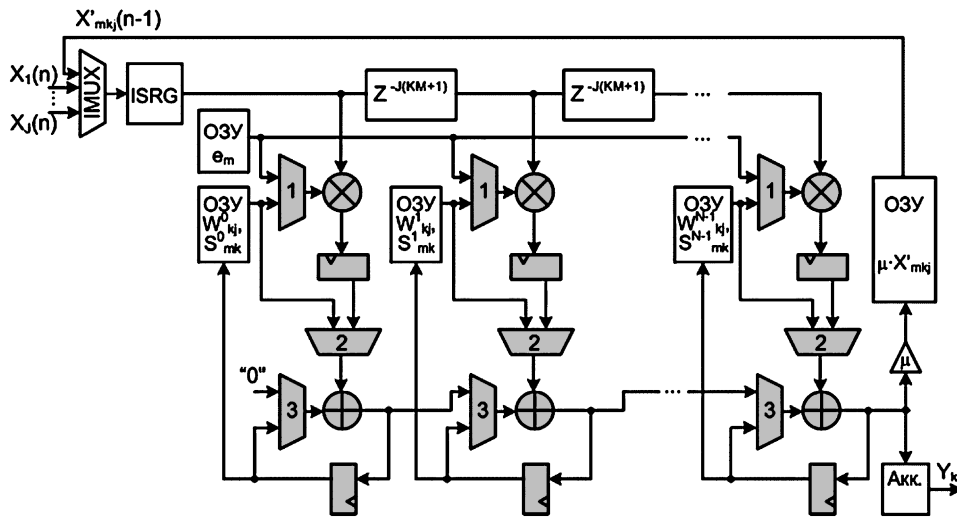 X'mkj(n-1)
X1(n)
⋮
XJ(n)
IMUX
ISRG
Z-J(KM+1)
Z-J(KM+1)
...
ОЗУ
em
...
1
1
1
ОЗУ
W0kj,
S0mk
ОЗУ
W1kj,
S1mk
ОЗУ
WN-1kj,
SN-1mk
ОЗУ
μ·X'mkj
2
2
2
μ
"0"
3
3
...
3
Акк.
Yk